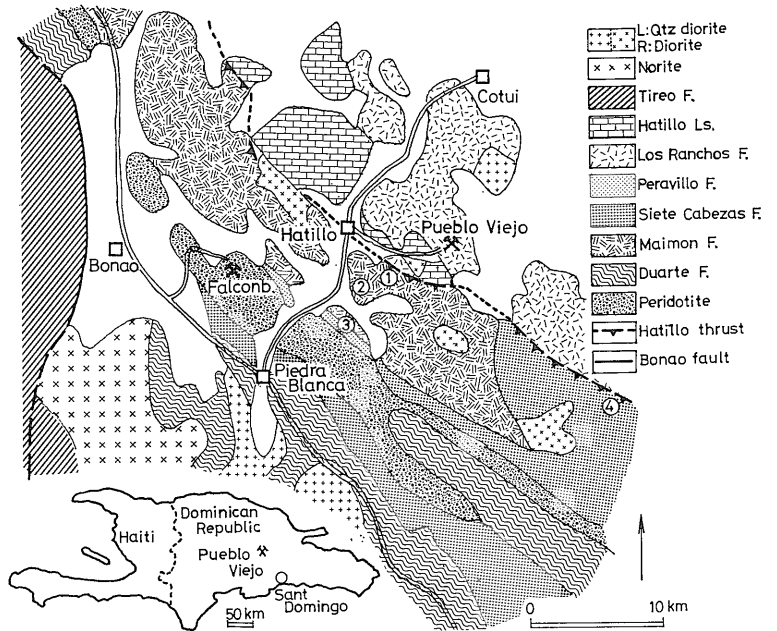 L: Qtz diorite
R: Diorite
Norite
Tireo F.
Hatillo Ls.
Los Ranchos F.
Peravillo F.
Siete Cabezas F.
Maimon F.
Duarte F.
Peridotite
Hatillo thrust
Bonao fault
Cotui
Hatillo
Pueblo Viejo
Bonao
Falconb.
1
2
3
Piedra
Blanca
4
Haiti
Dominican
Republic
Pueblo
Viejo
Sant
Domingo
50 km
0 10 km